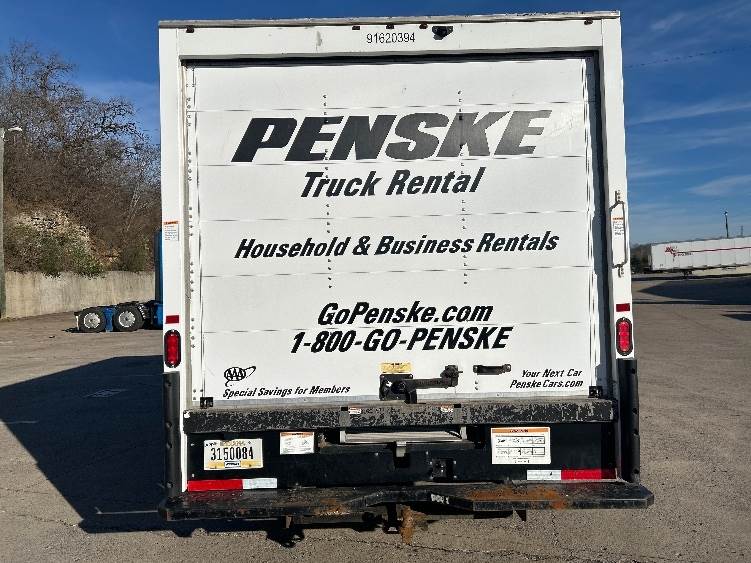 91620394
PENSKE
Truck Rental
Household & Business Rentals
GoPenske.com
1-800-GO-PENSKE
AAA
Special Savings for Members
Your Next Car
PenskeCars.com
INDIANA
3150084